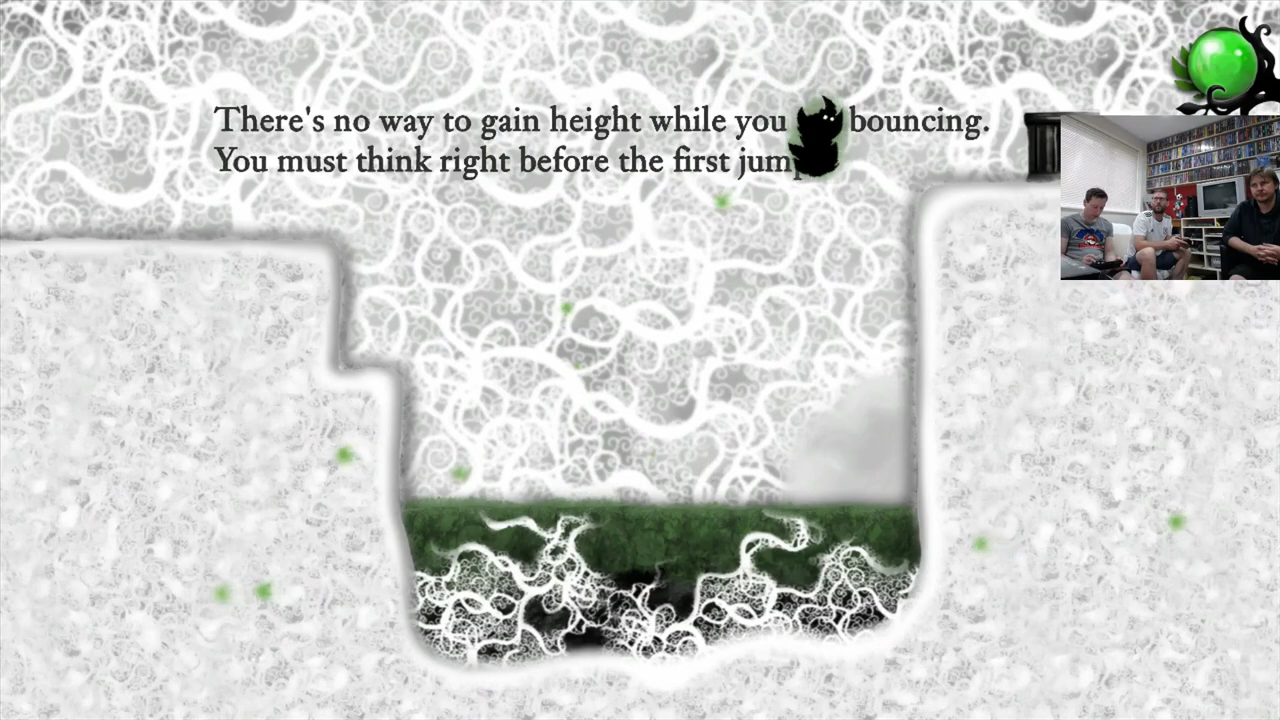 There's no way to gain height while you bouncing.
You must think right before the first jum